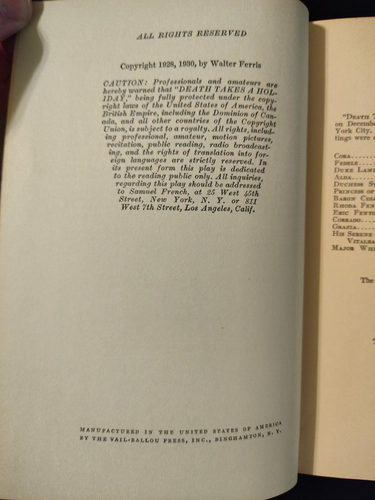 ALL RIGHTS RESERVED
Copyright 1928, 1930, by Walter Ferris
CAUTION: Professionals and amateurs are
hereby warned that "DEATH TAKES A HOL-
IDAY," being fully protected under the copy-
right laws of the United States of America, the
British Empire, including the Dominion of Can-
ada, and all other countries of the Copyright
Union, is subject to a royalty. All rights, includ-
ing professional, amateur, motion pictures,
recitation, public reading, radio broadcast-
ing, and the rights of translation into for-
eign languages are strictly reserved. In
its present form this play is dedicated
to the reading public only. All inquiries,
regarding this play should be addressed
to Samuel French, at 25 West 45th
Street, New York, N. Y. or 811
West 7th Street, Los Angeles, Calif.
MANUFACTURED IN THE UNITED STATES OF AMERICA
BY THE VAIL-BALLOU PRESS, INC., BINGHAMTON, N. Y.
"DEATH T
on Decembe
York City.
tings were s
CORA
FEDELE
DUKE LAM
ALDA
DUCHESS S
PRINCESS OF
BARON CESA
RHODA FEN
ERIC FENTO
CORRADO
GRAZIA
HIS SERENE
VITALBA
MAJOR WHI
The